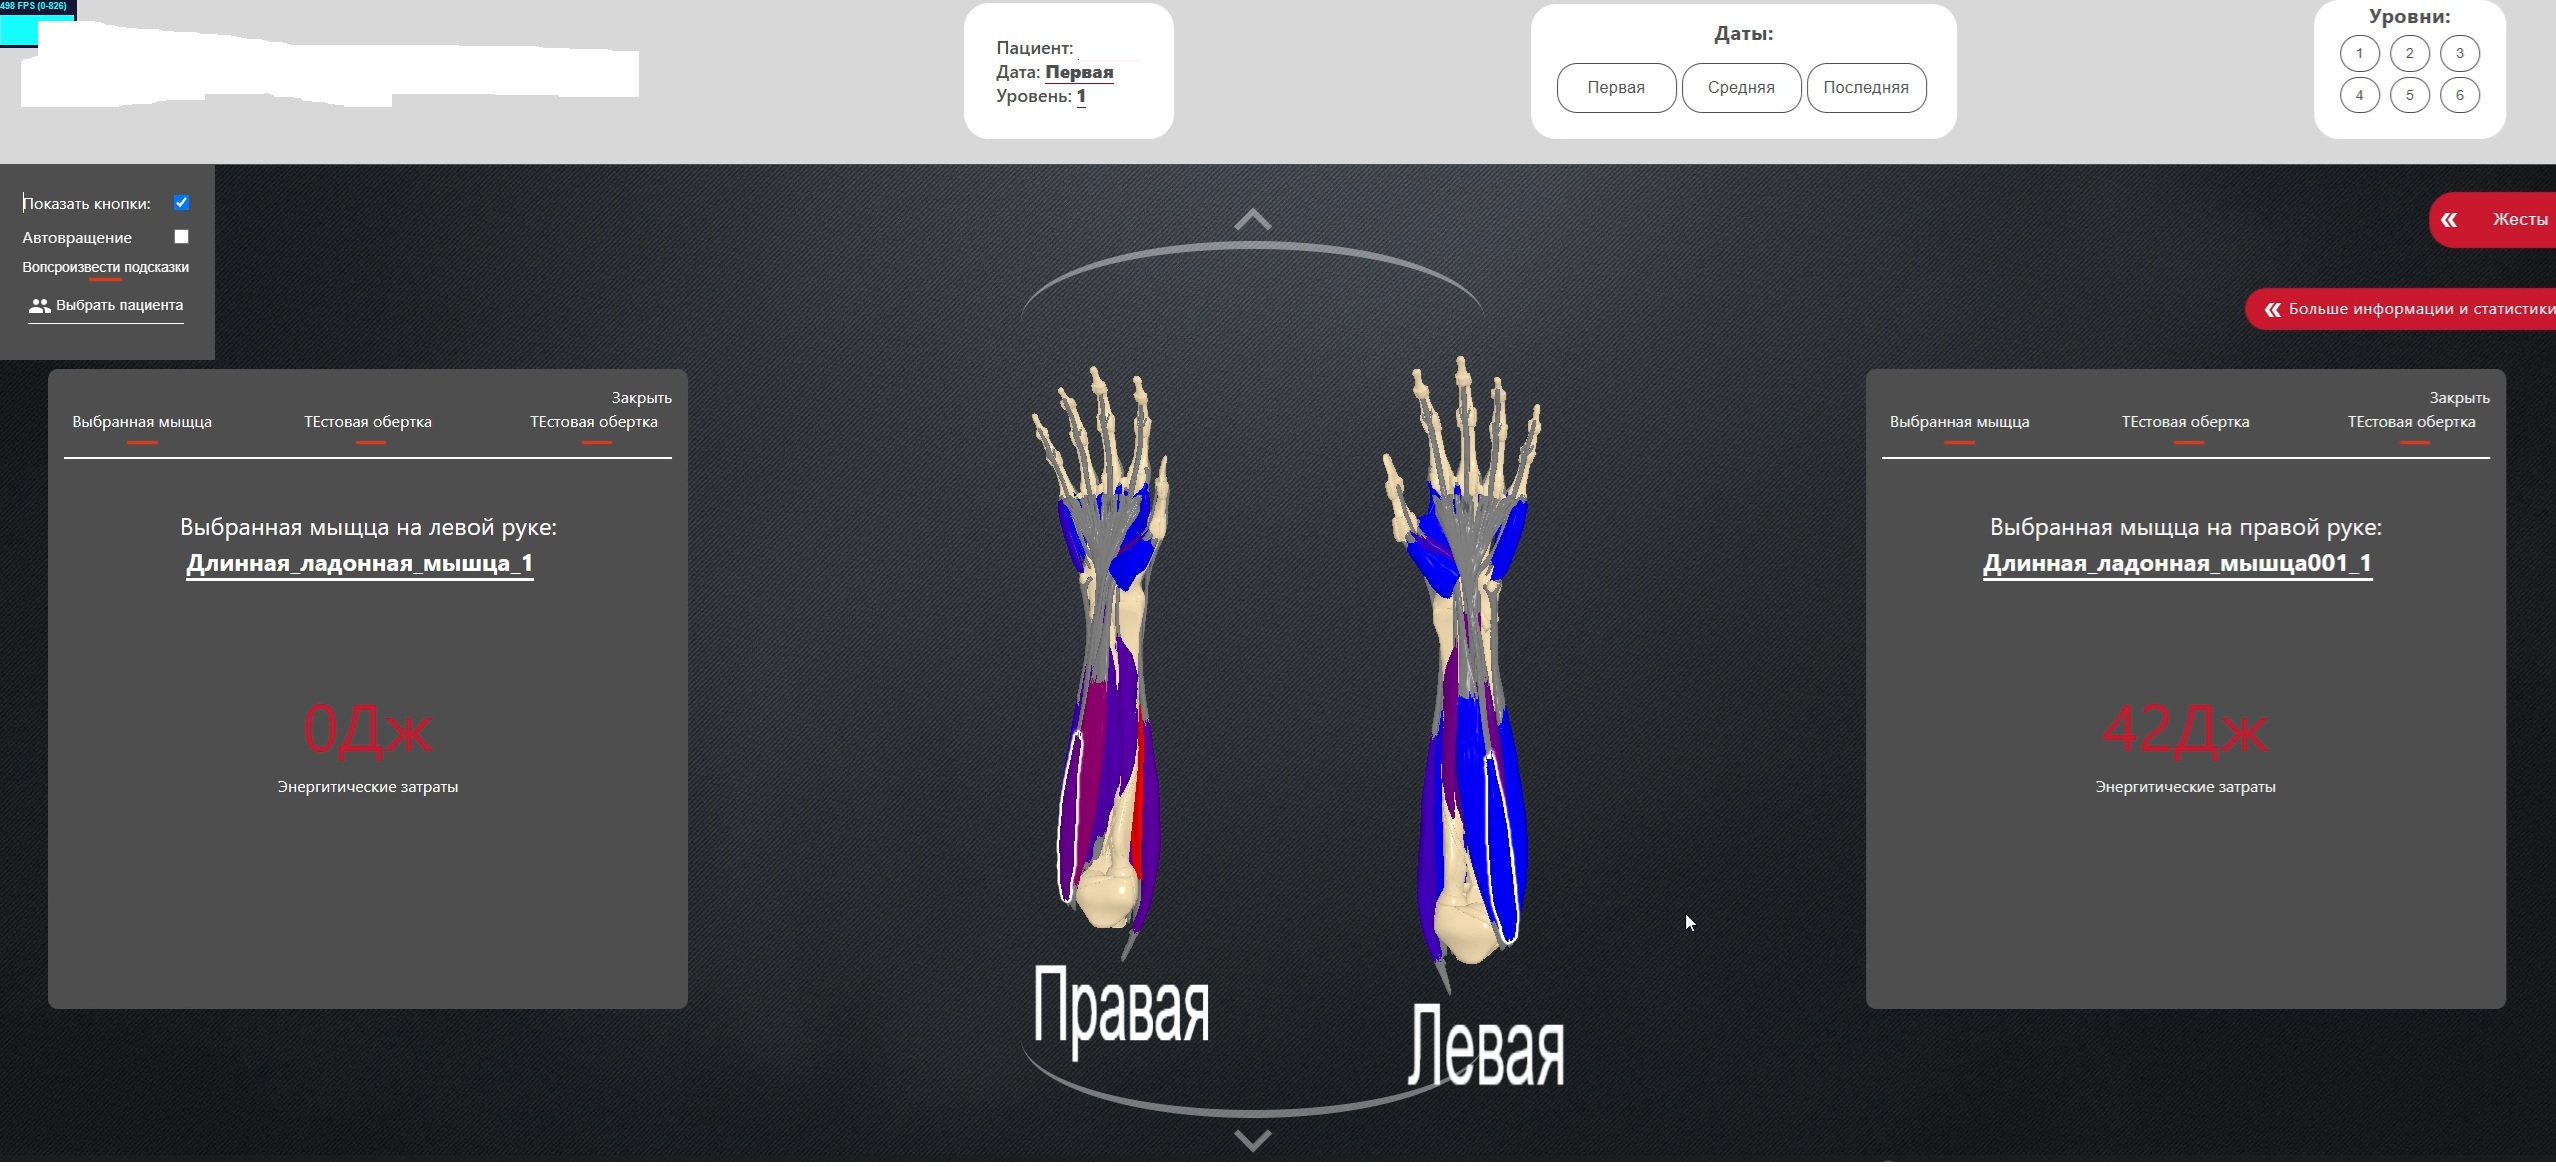 498 FPS (0-826)
Пациент:
Дата: Первая
Уровень: 1
Даты:
Первая
Средняя
Последняя
Уровни:
1 2 3
4 5 6
Показать кнопки:
Автовращение
Вопсроизвести подсказки
Выбрать пациента
Жесты
Больше информации и статистики
Закрыть
Выбранная мыщца
ТЕстовая обертка
ТЕстовая обертка
Выбранная мыщца на левой руке:
Длинная_ладонная_мышца_1
0Дж
Энергитические затраты
Правая
Левая
Закрыть
Выбранная мыщца
ТЕстовая обертка
ТЕстовая обертка
Выбранная мыщца на правой руке:
Длинная_ладонная_мышца001_1
42Дж
Энергитические затраты